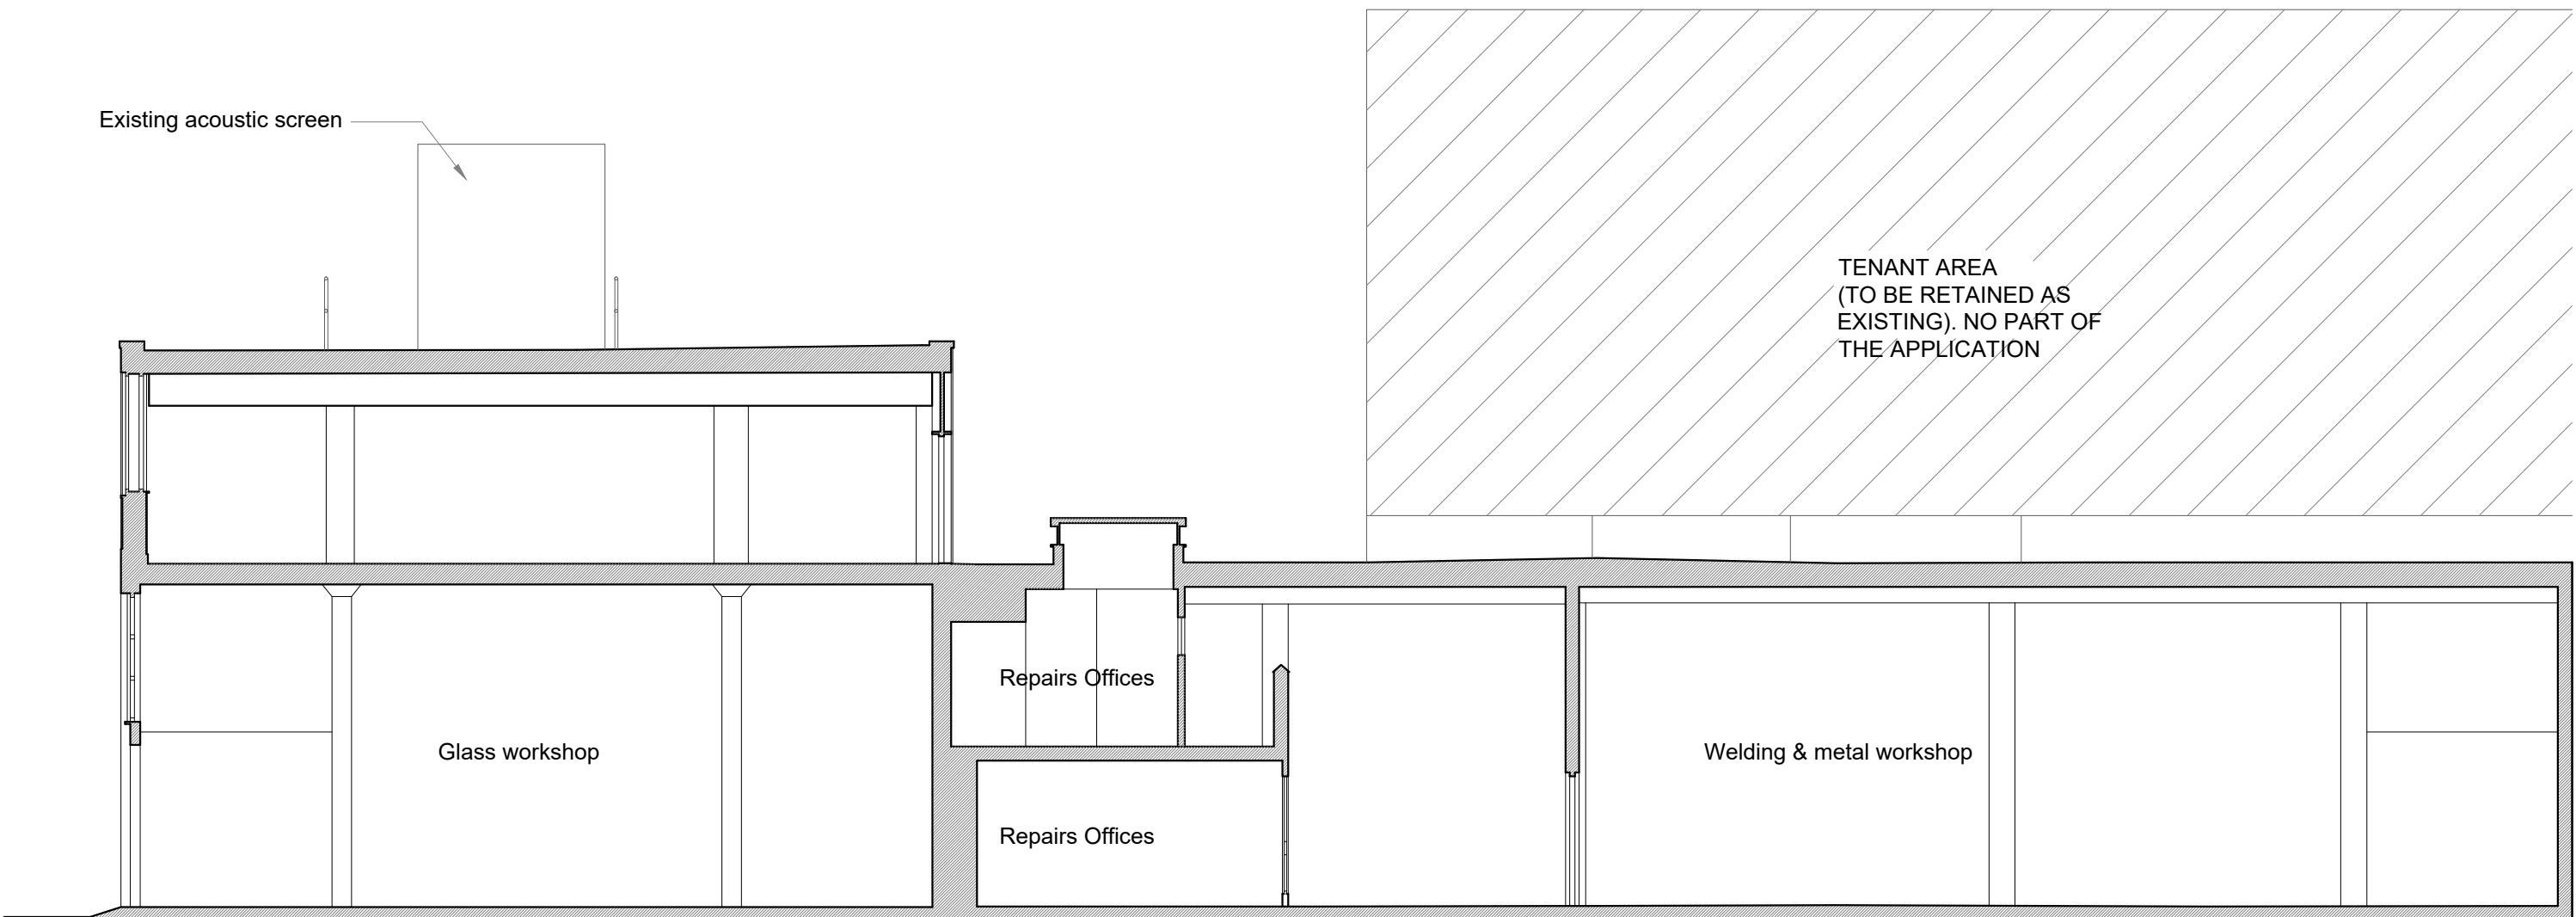 Existing acoustic screen
TENANT AREA
(TO BE RETAINED AS
EXISTING). NO PART OF
THE APPLICATION
Repairs Offices
Glass workshop
Welding & metal workshop
Repairs Offices